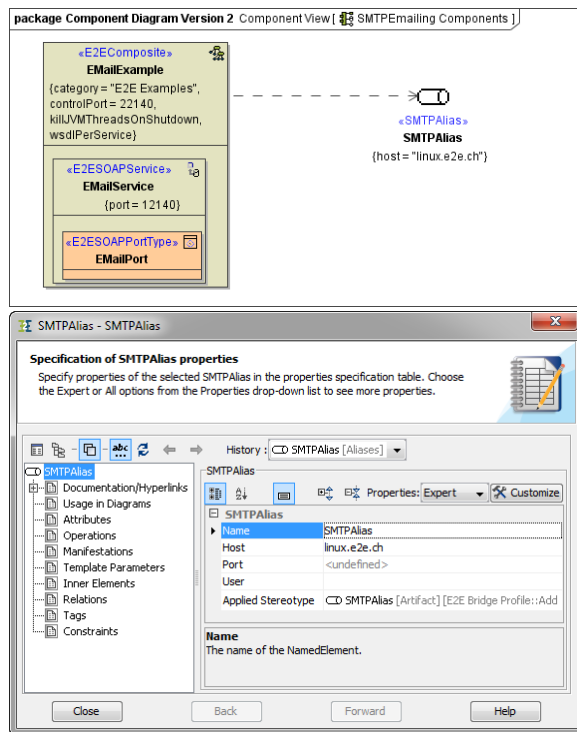 package Component Diagram Version 2 Component View [ SMTPEmailing Components ]
«E2EComposite»
EMailExample
{category = "E2E Examples",
controlPort = 22140,
killJVMThreadsOnShutdown,
wsdlPerService}
«SMTPAlias»
SMTPAlias
{host = "linux.e2e.ch"}
«E2ESOAPService»
EMailService
{port = 12140}
«E2ESOAPPortType»
EMailPort
SMTPAlias - SMTPAlias
Specification of SMTPAlias properties
Specify properties of the selected SMTPAlias in the properties specification table. Choose
the Expert or All options from the Properties drop-down list to see more properties.
History : SMTPAlias [Aliases]
SMTPAlias
Documentation/Hyperlinks
Usage in Diagrams
Attributes
Operations
Manifestations
Template Parameters
Inner Elements
Relations
Tags
Constraints
SMTPAlias
Properties: Expert Customize
SMTPAlias
Name SMTPAlias
Host linux.e2e.ch
Port <undefined>
User
Applied Stereotype SMTPAlias [Artifact] [E2E Bridge Profile::Add
Name
The name of the NamedElement.
Close Back Forward Help